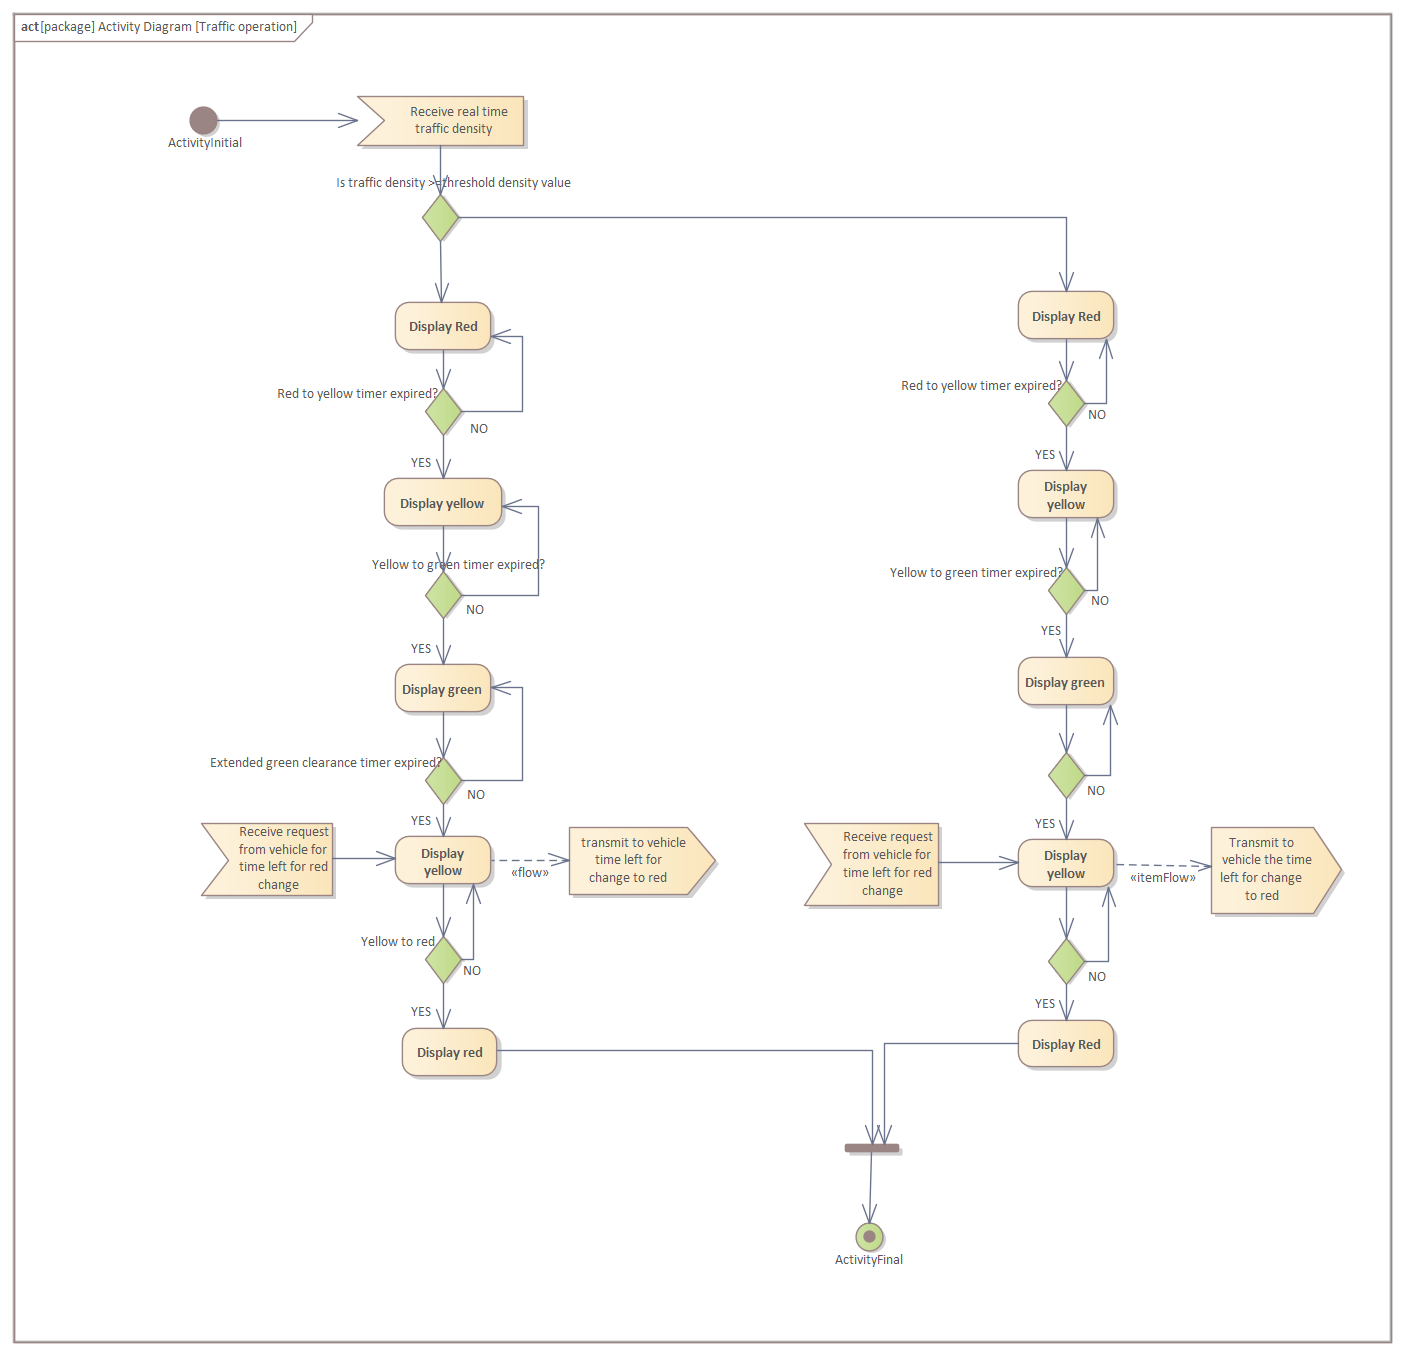 act[package] Activity Diagram [Traffic operation]
ActivityInitial
Receive real time
traffic density
Is traffic density >=threshold density value
Display Red
Red to yellow timer expired?
NO
YES
Display yellow
Yellow to green timer expired?
NO
YES
Display green
Extended green clearance timer expired?
NO
YES
Receive request
from vehicle for
time left for red
change
Display
yellow
«flow»
transmit to vehicle
time left for
change to red
Yellow to red
NO
YES
Display red
Display Red
Red to yellow timer expired?
NO
YES
Display
yellow
Yellow to green timer expired?
NO
YES
Display green
NO
YES
Receive request
from vehicle for
time left for red
change
Display
yellow
«itemFlow»
Transmit to
vehicle the time
left for change
to red
NO
YES
Display Red
ActivityFinal